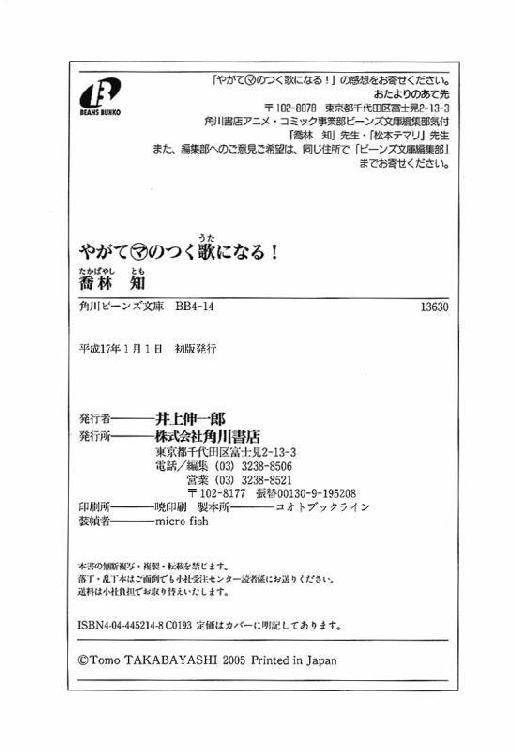 BEANS BUNKO
「やがて㋮のつく歌になる！」の感想をお寄せください。
おたよりのあて先
〒102-8078 東京都千代田区富士見2-13-3
角川書店アニメ・コミック事業部ビーンズ文庫編集部気付
「喬林 知」先生・「松本テマリ」先生
また、編集部へのご意見ご希望は、同じ住所で「ビーンズ文庫編集部」
までお寄せください。
うた
やがて㋮のつく歌になる！
たかばやし とも
喬林 知
角川ビーンズ文庫 BB4-14 13630
平成17年1月1日 初版発行
発行者――井上伸一郎
発行所――株式会社角川書店
東京都千代田区富士見2-13-3
電話／編集（03）3238-8506
営業（03）3238-8521
〒102-8177 振替00130-9-195208
印刷所――暁印刷 製本所――コオトブックライン
装幀者――micro fish
本書の無断複写・複製・転載を禁じます。
落丁・乱丁本はご面倒でも小社受注センター読者係にお送りください。
送料は小社負担でお取り替えいたします。
ISBN4-04-445214-8 C0193 定価はカバーに明記してあります。
©Tomo TAKABAYASHI 2005 Printed in Japan